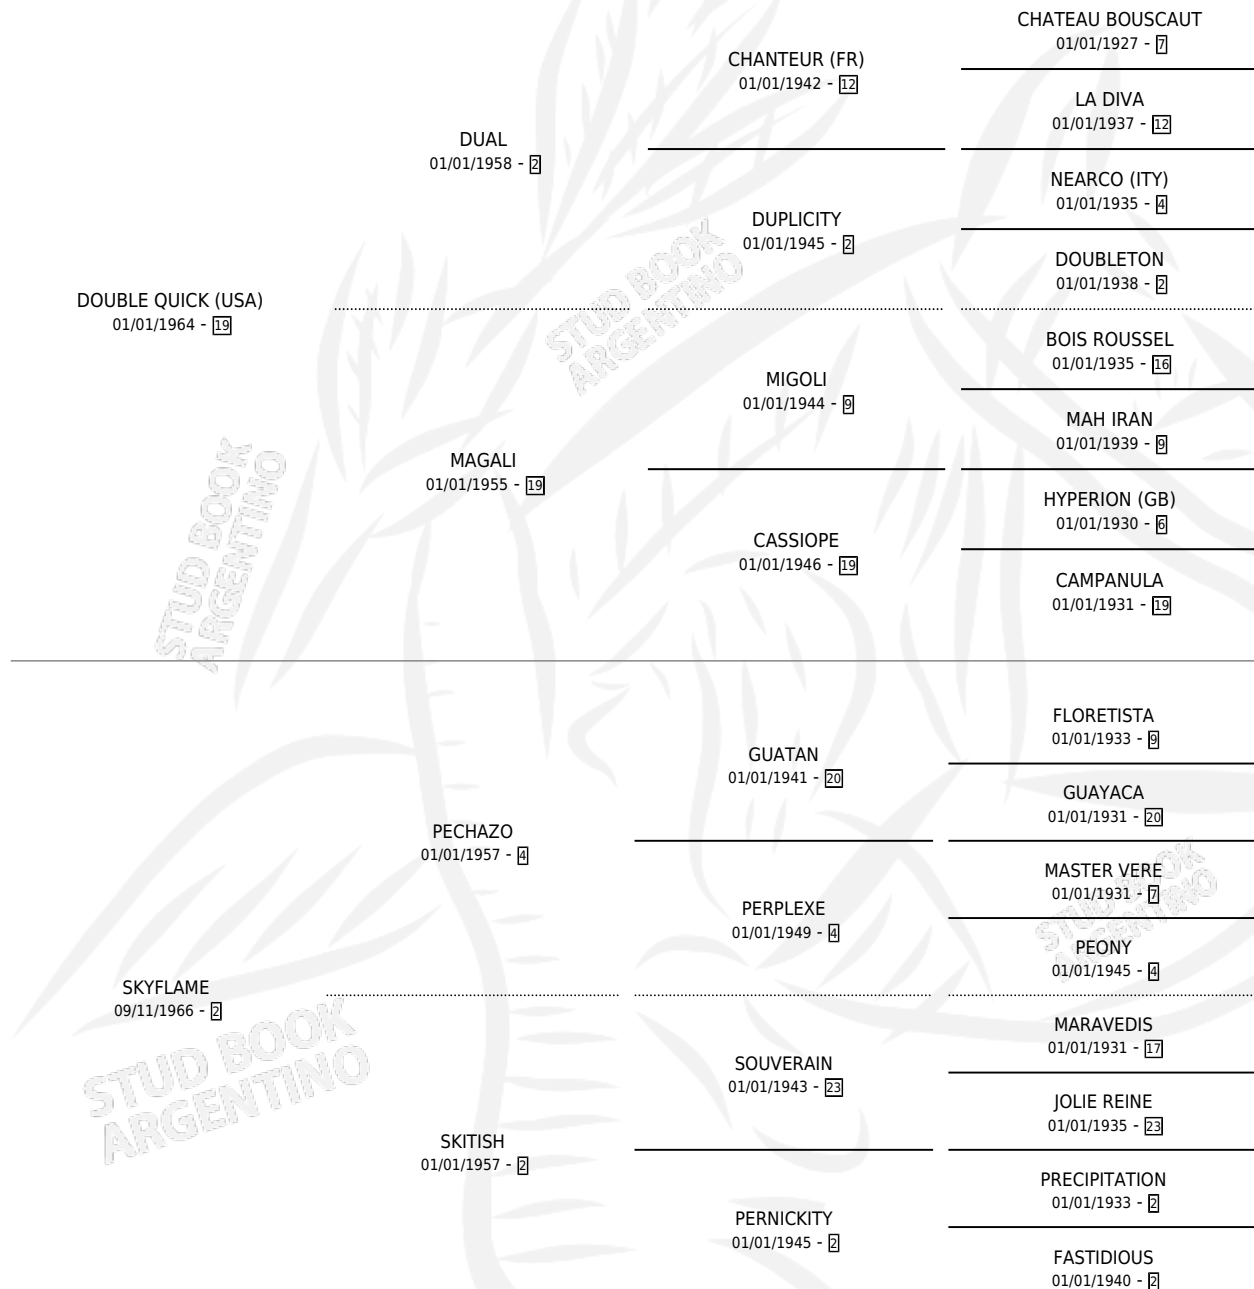 CHATEAU BOUSCAUT
01/01/1927 - 7
CHANTEUR (FR)
01/01/1942 - 12
LA DIVA
01/01/1937 - 12
DUAL
01/01/1958 - 2
NEARCO (ITY)
01/01/1935 - 4
DUPLICITY
01/01/1945 - 2
DOUBLETON
01/01/1938 - 2
DOUBLE QUICK (USA)
01/01/1964 - 19
BOIS ROUSSEL
01/01/1935 - 16
MIGOLI
01/01/1944 - 9
MAH IRAN
01/01/1939 - 9
MAGALI
01/01/1955 - 19
HYPERION (GB)
01/01/1930 - 6
CASSIOPE
01/01/1946 - 19
CAMPANULA
01/01/1931 - 19
FLORETISTA
01/01/1933 - 9
GUATAN
01/01/1941 - 20
GUAYACA
01/01/1931 - 20
PECHAZO
01/01/1957 - 4
MASTER VERE
01/01/1931 - 7
PERPLEXE
01/01/1949 - 4
PEONY
01/01/1945 - 4
SKYFLAME
09/11/1966 - 2
MARAVEDIS
01/01/1931 - 17
SOUVERAIN
01/01/1943 - 23
JOLIE REINE
01/01/1935 - 23
SKITISH
01/01/1957 - 2
PRECIPITATION
01/01/1933 - 2
PERNICKITY
01/01/1945 - 2
FASTIDIOUS
01/01/1940 - 2
STUD BOOK
ARGENTINO
STUD BOOK
ARGENTINO
STUD BOOK
ARGENTINO
STUD BOOK
ARGENTINO